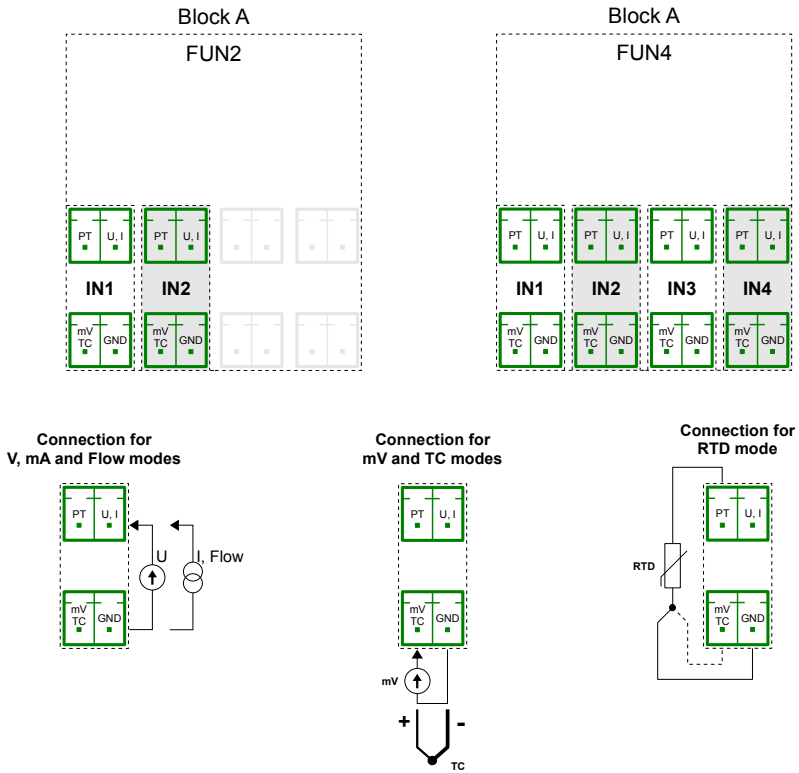 Block A
FUN2
PT U, I PT U, I
IN1 IN2
mV TC GND mV TC GND
Block A
FUN4
PT U, I PT U, I PT U, I PT U, I
IN1 IN2 IN3 IN4
mV TC GND mV TC GND mV TC GND mV TC GND
Connection for
V, mA and Flow modes
PT U, I
U
I, Flow
mV
TC GND
Connection for
mV and TC modes
PT U, I
mV
TC GND
mV
+ -
TC
Connection for
RTD mode
PT U, I
RTD
mV
TC GND